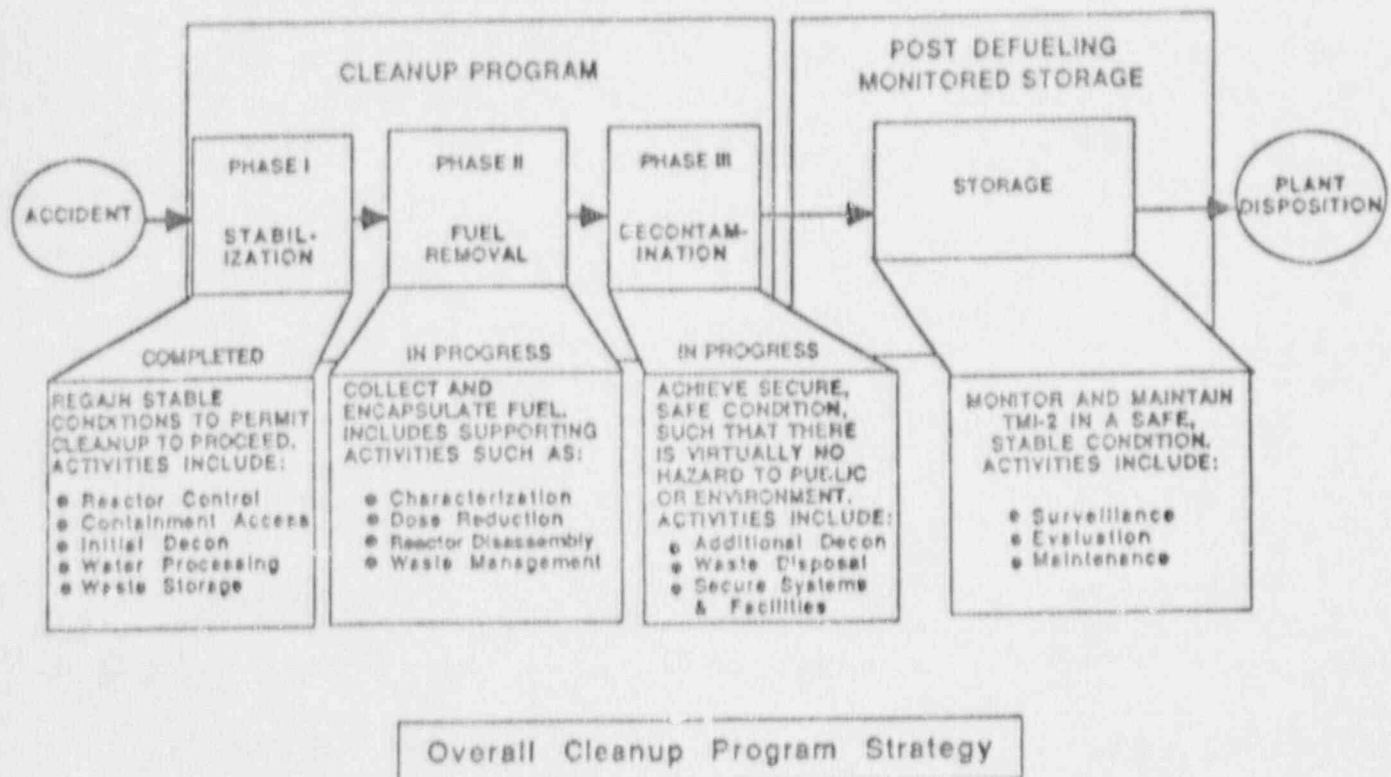 CLEANUP PROGRAM
POST DEFUELING
MONITORED STORAGE
ACCIDENT
PHASE I
STABIL-
IZATION
PHASE II
FUEL
REMOVAL
PHASE III
DECONTAM-
INATION
STORAGE
PLANT
DISPOSITION
COMPLETED
REGAIN STABLE
CONDITIONS TO PERMIT
CLEANUP TO PROCEED.
ACTIVITIES INCLUDE:
● Reactor Control
● Containment Access
● Initial Decon
● Water Processing
● Waste Storage
IN PROGRESS
COLLECT AND
ENCAPSULATE FUEL.
INCLUDES SUPPORTING
ACTIVITIES SUCH AS:
● Characterization
● Dose Reduction
● Reactor Disassembly
● Waste Management
IN PROGRESS
ACHIEVE SECURE,
SAFE CONDITION,
SUCH THAT THERE
IS VIRTUALLY NO
HAZARD TO PUBLIC
OR ENVIRONMENT.
ACTIVITIES INCLUDE:
● Additional Decon
● Waste Disposal
● Secure Systems
& Facilities
MONITOR AND MAINTAIN
TMI-2 IN A SAFE,
STABLE CONDITION.
ACTIVITIES INCLUDE:
● Surveillance
● Evaluation
● Maintenance
Overall Cleanup Program Strategy